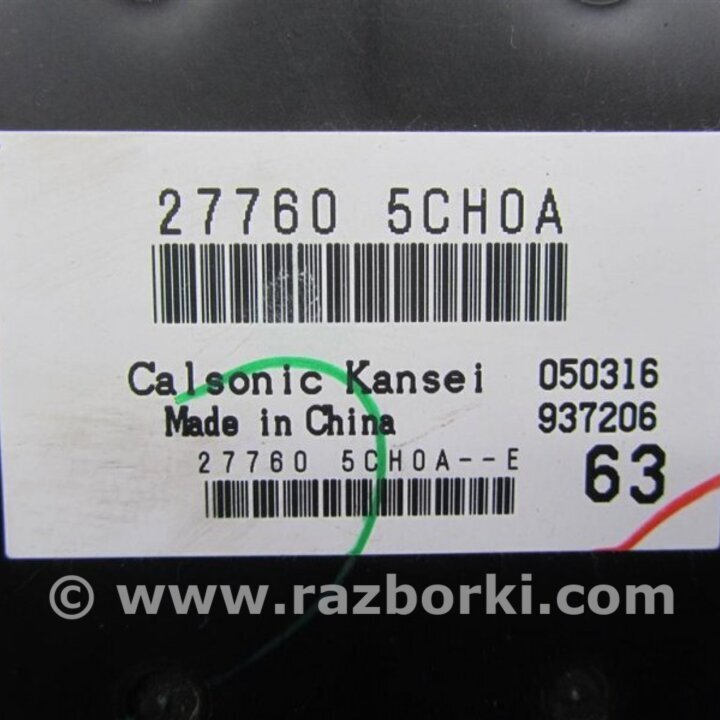 27760 5CH0A
Calsonic Kansei 050316
Made in China 937206
27760 5CH0A--E 63
© www.razborki.com